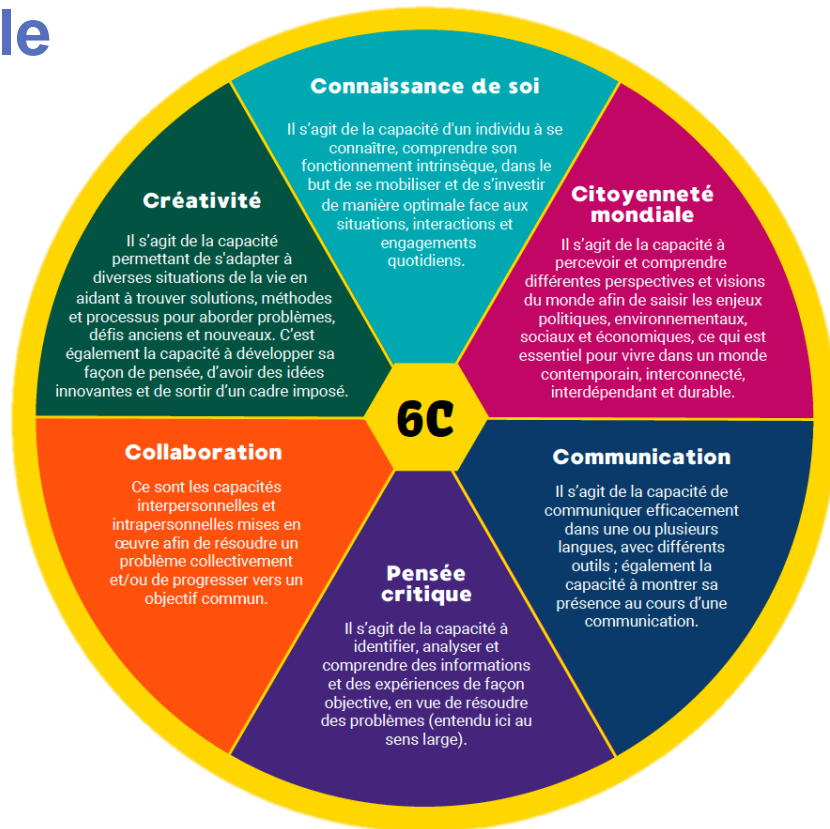 le
Connaissance de soi
Il s'agit de la capacité d'un individu à se
connaître, comprendre son
fonctionnement intrinsèque, dans le
but de se mobiliser et de s'investir
de manière optimale face aux
situations, interactions et
engagements
quotidiens.
Citoyenneté
mondiale
Il s'agit de la capacité à
percevoir et comprendre
différentes perspectives et visions
du monde afin de saisir les enjeux
politiques, environnementaux,
sociaux et économiques, ce qui est
essentiel pour vivre dans un monde
contemporain, interconnecté,
interdépendant et durable.
Communication
Il s'agit de la capacité de
communiquer efficacement
dans une ou plusieurs
langues, avec différents
outils ; également la
capacité à montrer sa
présence au cours d'une
communication.
Pensée
critique
Il s'agit de la capacité à
identifier, analyser et
comprendre des informations
et des expériences de façon
objective, en vue de résoudre
des problèmes (entendu ici au
sens large).
Collaboration
Ce sont les capacités
interpersonnelles et
intrapersonnelles mises en
œuvre afin de résoudre un
problème collectivement
et/ou de progresser vers un
objectif commun.
Créativité
Il s'agit de la capacité
permettant de s'adapter à
diverses situations de la vie en
aidant à trouver solutions, méthodes
et processus pour aborder problèmes,
défis anciens et nouveaux. C'est
également la capacité à développer sa
façon de pensée, d'avoir des idées
innovantes et de sortir d'un cadre imposé.
6C